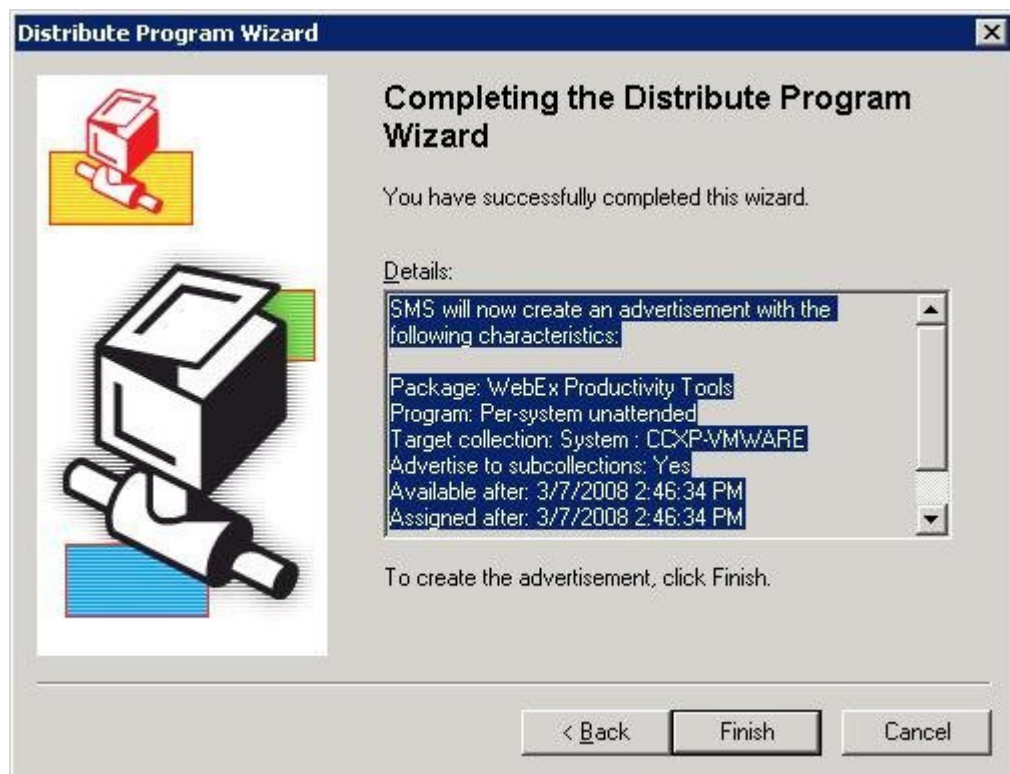 Distribute Program Wizard
Completing the Distribute Program
Wizard
You have successfully completed this wizard.
Details:
SMS will now create an advertisement with the
following characteristics:
Package: WebEx Productivity Tools
Program: Per-system unattended
Target collection: System : CCXP-VMWARE
Advertise to subcollections: Yes
Available after: 3/7/2008 2:46:34 PM
Assigned after: 3/7/2008 2:46:34 PM
To create the advertisement, click Finish.
< Back
Finish
Cancel